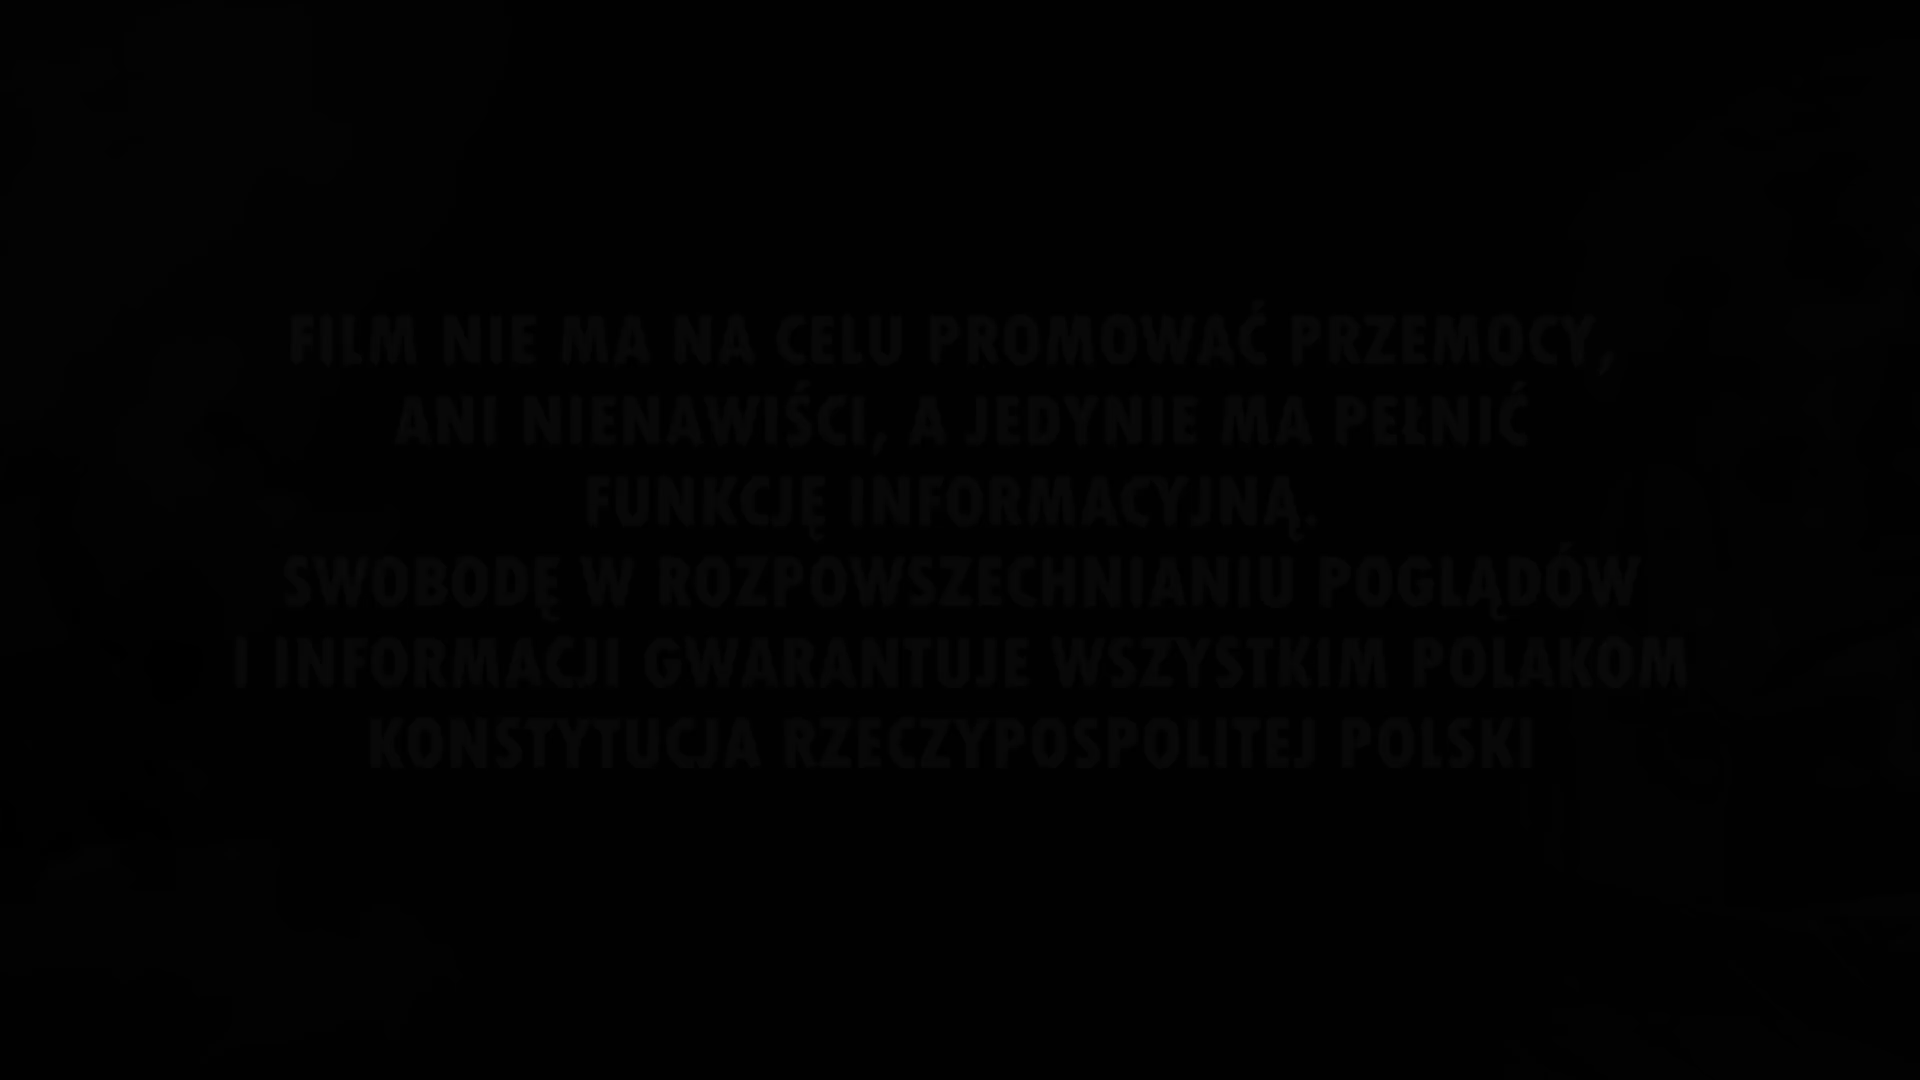 FILM NIE MA NA CELU PROMOWAĆ PRZEMOCY,
ANI NIENAWIŚCI, A JEDYNIE MA PEŁNIĆ
FUNKCJĘ INFORMACYJNĄ.
SWOBODĘ W ROZPOWSZECHNIANIU POGLĄDÓW
I INFORMACJI GWARANTUJE WSZYSTKIM POLAKOM
KONSTYTUCJA RZECZYPOSPOLITEJ POLSKI